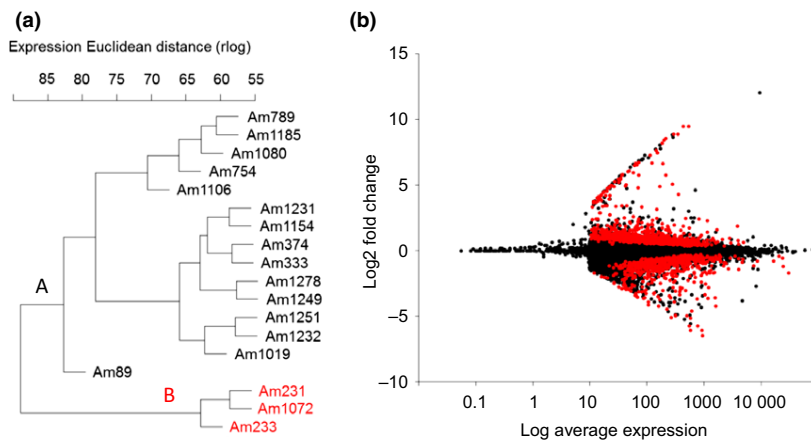 (a)
Expression Euclidean distance (rlog)
85 80 75 70 65 60 55
Am789
Am1185
Am1080
Am754
Am1106
Am1231
Am1154
Am374
Am333
Am1278
Am1249
Am1251
Am1232
Am1019
A
Am89
B
Am231
Am1072
Am233
(b)
Log2 fold change
15
10
5
0
−5
−10
0.1 1 10 100 1000 10 000
Log average expression